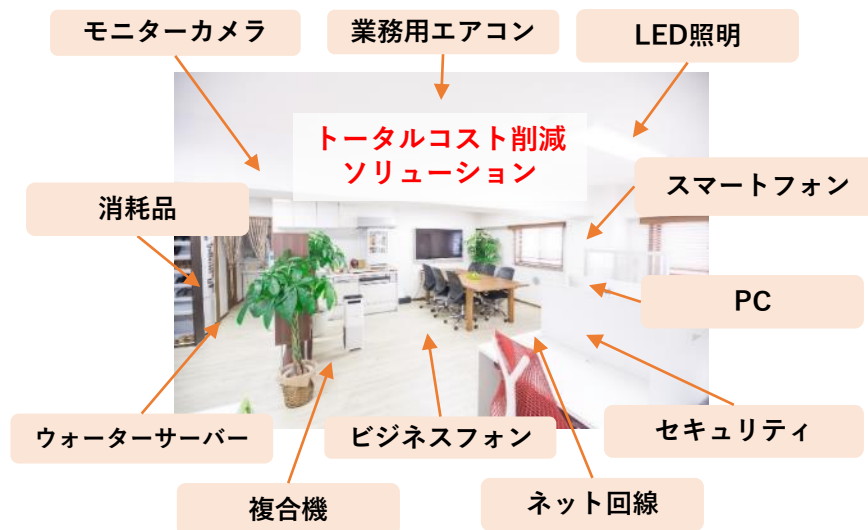 モニターカメラ
業務用エアコン
LED照明
トータルコスト削減
ソリューション
スマートフォン
消耗品
PC
ウォーターサーバー
ビジネスフォン
セキュリティ
複合機
ネット回線